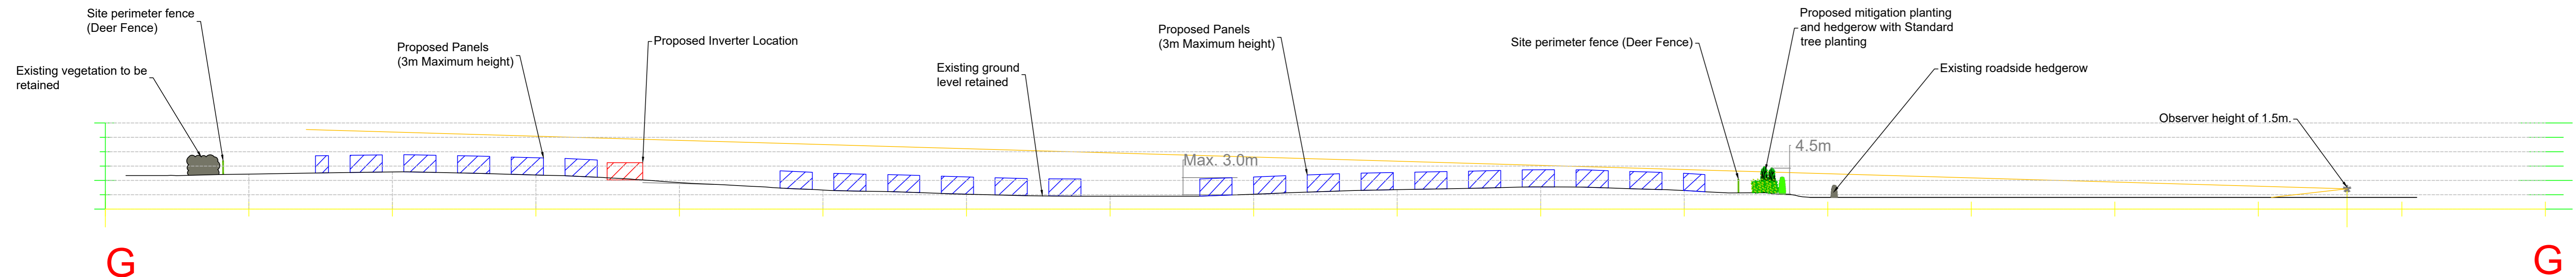 Site perimeter fence
(Deer Fence)
Existing vegetation to be
retained
Proposed Panels
(3m Maximum height)
Proposed Inverter Location
Existing ground
level retained
Proposed Panels
(3m Maximum height)
Max. 3.0m
Site perimeter fence (Deer Fence)
Proposed mitigation planting
and hedgerow with Standard
tree planting
4.5m
Existing roadside hedgerow
Observer height of 1.5m.
G
G